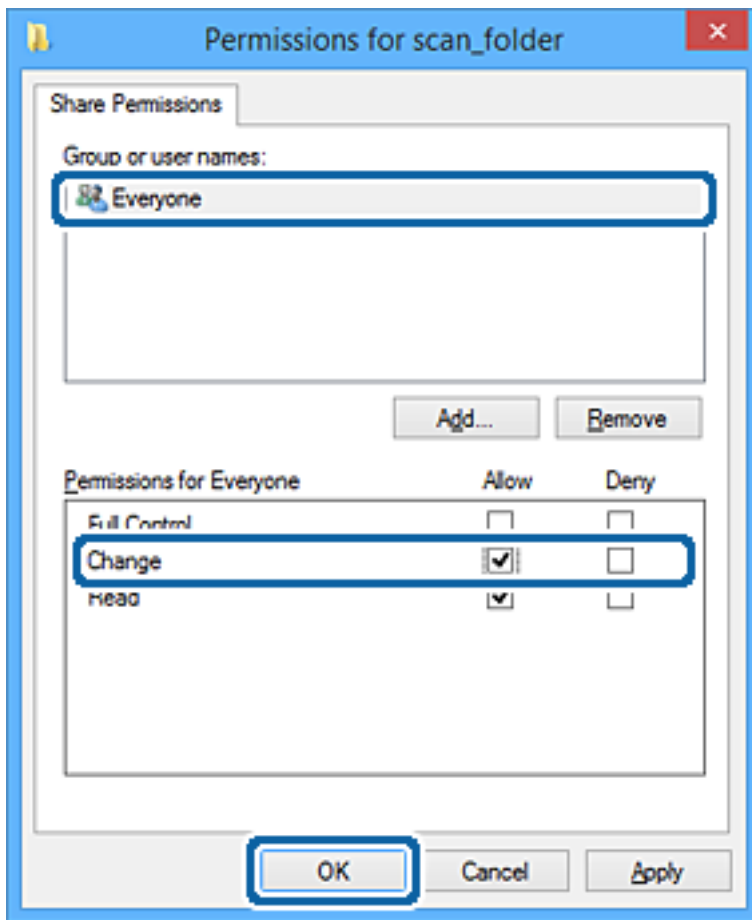 Permissions for scan_folder
Share Permissions
Group or user names:
Everyone
Add... Remove
Permissions for Everyone Allow Deny
Full Control
Change
Read
OK Cancel Apply